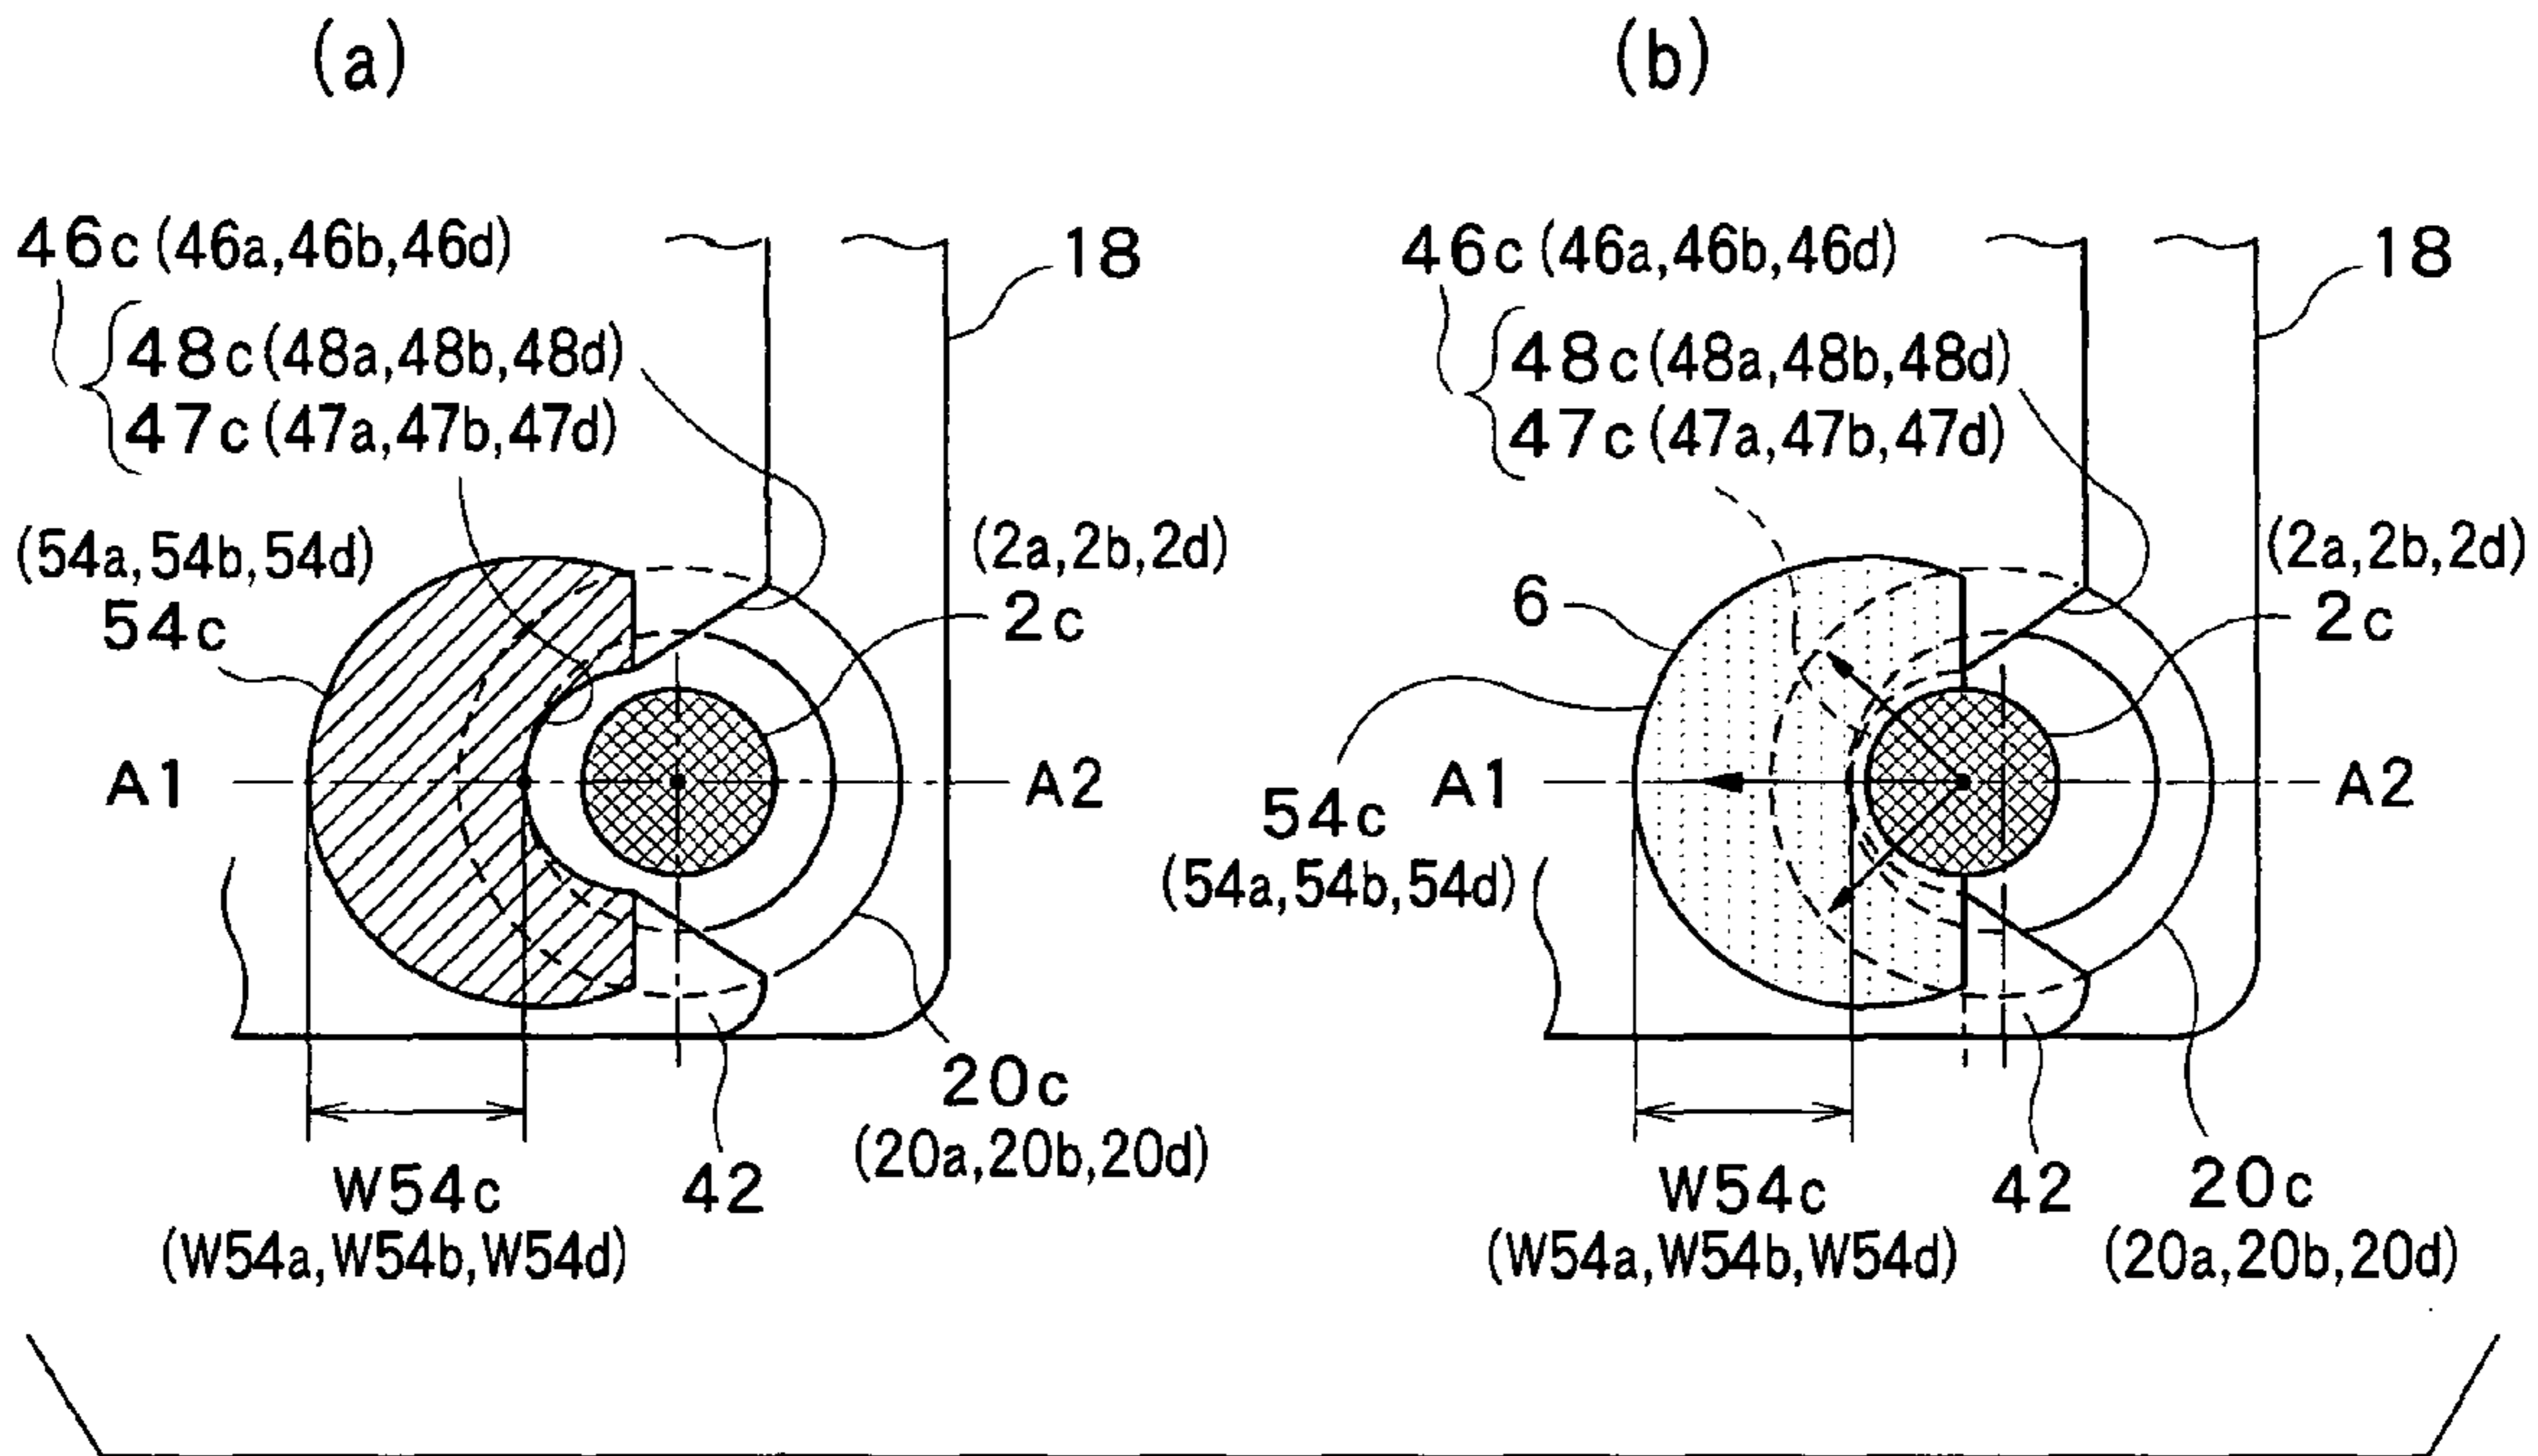 (a)
46c (46a,46b,46d)
18
48c (48a,48b,48d)
47c (47a,47b,47d)
(54a,54b,54d)
54c
(2a,2b,2d)
2c
A1
A2
20c
(20a,20b,20d)
42
W54c
(W54a,W54b,W54d)
(b)
46c (46a,46b,46d)
18
48c (48a,48b,48d)
47c (47a,47b,47d)
(2a,2b,2d)
6
2c
A1
A2
54c
(54a,54b,54d)
W54c
(W54a,W54b,W54d)
42
20c
(20a,20b,20d)